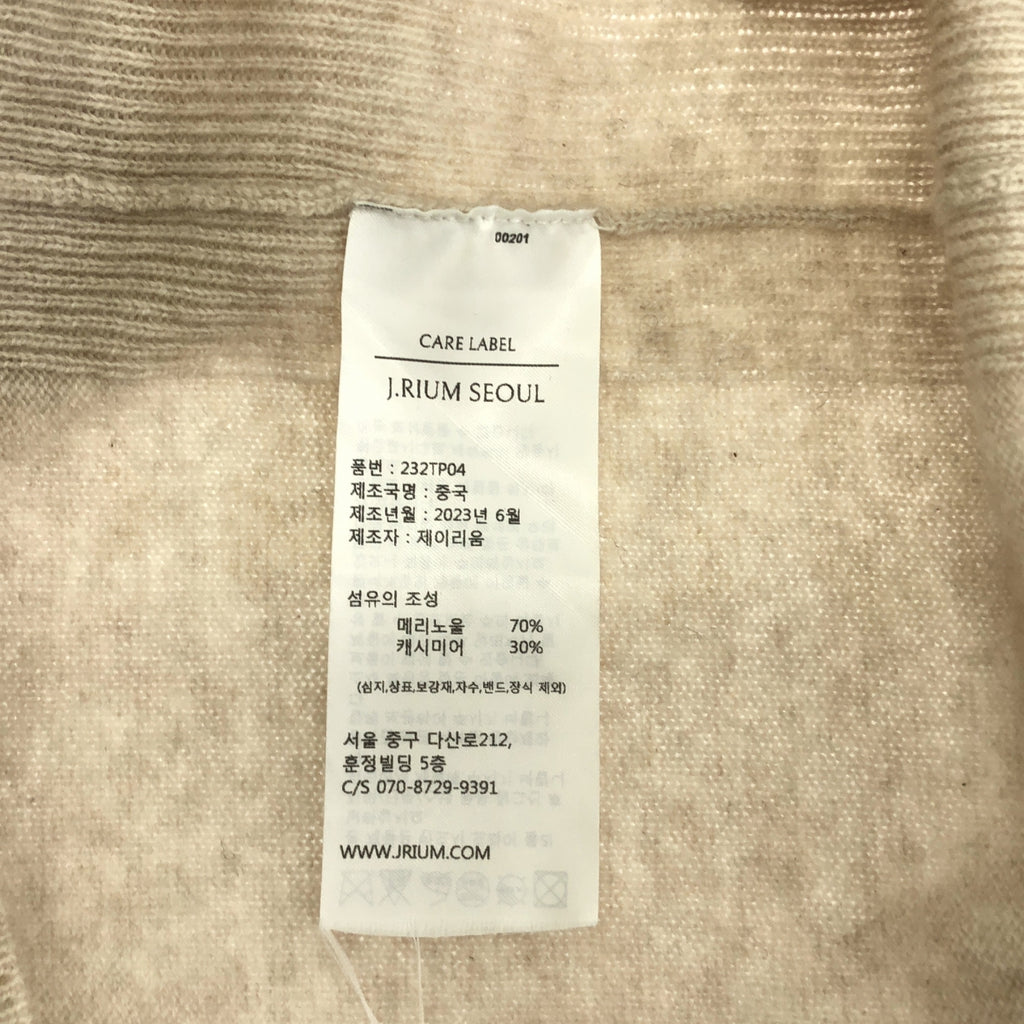 00201
CARE LABEL
J.RIUM SEOUL
품번 : 232TP04
제조국명 : 중국
제조년월 : 2023년 6월
제조자 : 제이리움
섬유의 조성
메리노울 70%
캐시미어 30%
(심지,상표,보강재,자수,밴드,장식 제외)
서울 중구 다산로212,
훈정빌딩 5층
C/S 070-8729-9391
WWW.JRIUM.COM